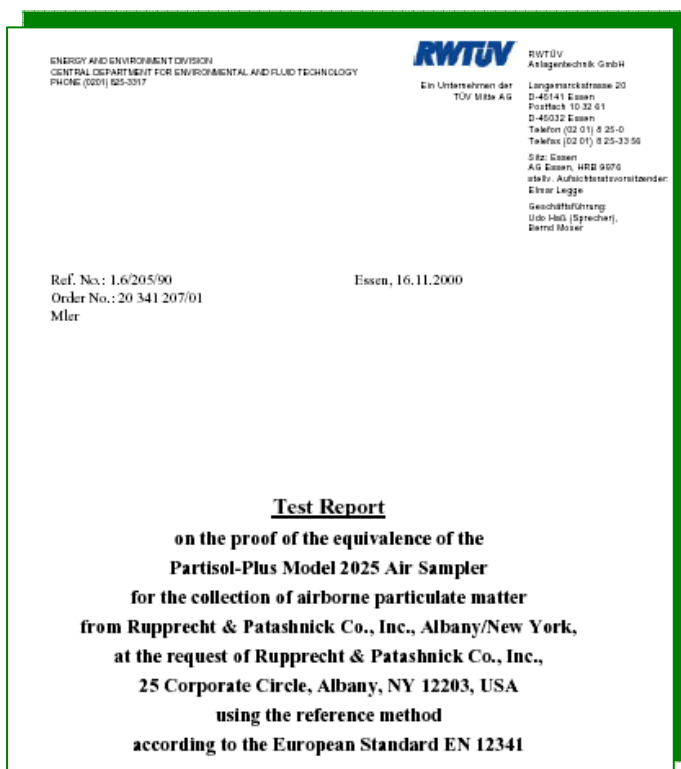 ENERGY AND ENVIRONMENT DIVISION
CENTRAL DEPARTMENT FOR ENVIRONMENTAL AND FLUID TECHNOLOGY
PHONE (0201) 825-3317
RWTÜV
Ein Unternehmen der
TÜV Mitte AG
RWTÜV
Anlagentechnik GmbH
Langemarckstrasse 20
D-45141 Essen
Postfach 10 32 61
D-45032 Essen
Telefon (02 01) 8 25-0
Telefax (02 01) 8 25-33 56
Sitz: Essen
AG Essen, HRB 9976
stellv. Aufsichtsratsvorsitzender:
Elmar Legge
Geschäftsführung:
Udo Haß (Sprecher),
Bernd Moser
Ref. No.: 1.6/205/90
Essen, 16.11.2000
Order No.: 20 341 207/01
Mler
Test Report
on the proof of the equivalence of the
Partisol-Plus Model 2025 Air Sampler
for the collection of airborne particulate matter
from Rupprecht & Patashnick Co., Inc., Albany/New York,
at the request of Rupprecht & Patashnick Co., Inc.,
25 Corporate Circle, Albany, NY 12203, USA
using the reference method
according to the European Standard EN 12341